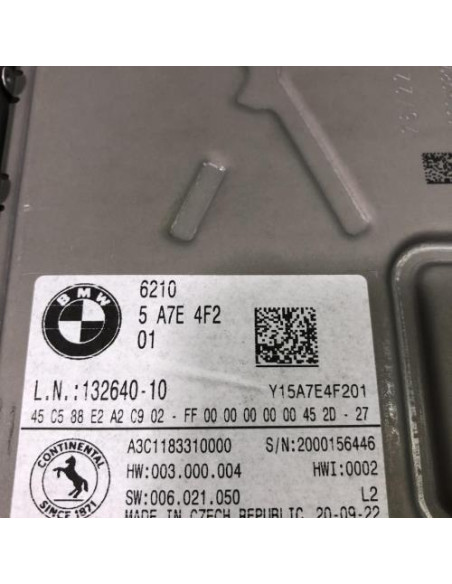 BMW
6210
5 A7E 4F2
01
L.N.:132640-10 Y15A7E4F201
45 C5 88 E2 A2 C9 02 - FF 00 00 00 00 00 45 2D - 27
CONTINENTAL
SINCE 1871
A3C1183310000 S/N:2000156446
HW:003.000.004 HWI:0002
SW:006.021.050 L2
MADE IN CZECH REPUBLIC 20-09-22